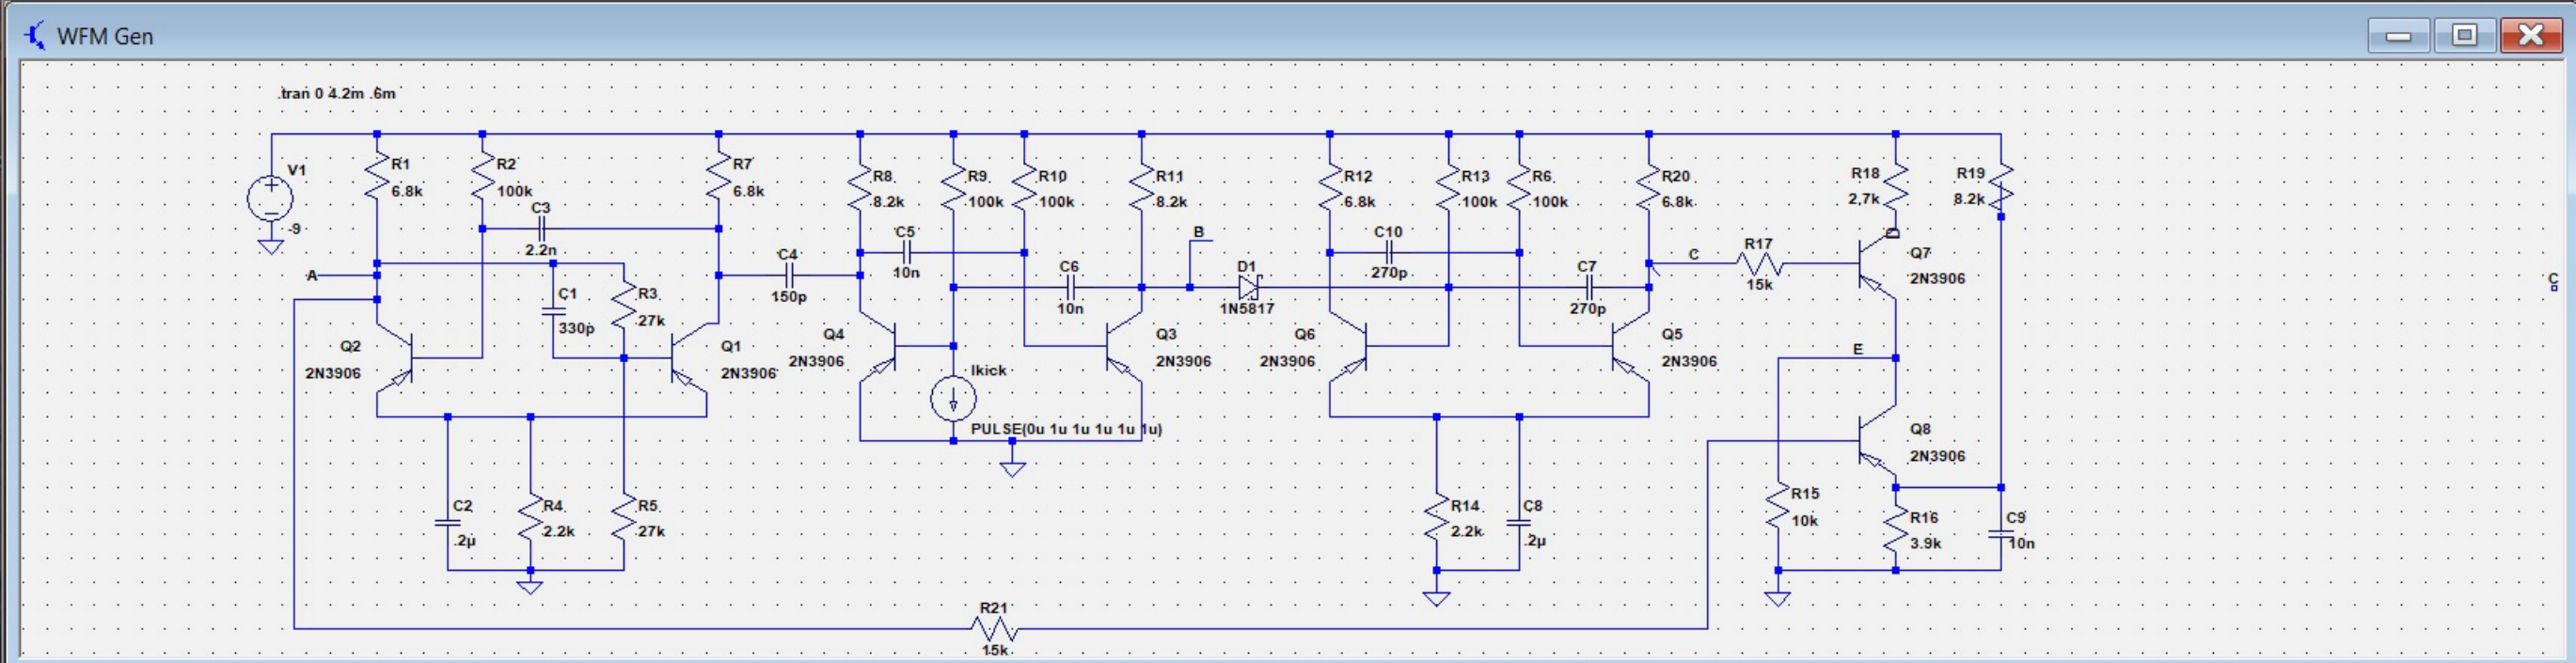 WFM Gen
.tran 0 4.2m .6m
V1
-9
R1
6.8k
R2
100k
C3
2.2n
R7
6.8k
R8
8.2k
R9
100k
R10
100k
R11
8.2k
R12
6.8k
R13
100k
R6
100k
R20
6.8k
R18
2,7k
R19
8.2k
A
C1
330p
R3
27k
C4
150p
C5
10n
C6
10n
B
D1
1N5817
C10
270p
C7
270p
C
R17
15k
D
Q7
2N3906
C
Q2
2N3906
Q1
2N3906
Q4
2N3906
Ikick
PULSE(0u 1u 1u 1u 1u 1u)
Q3
2N3906
Q6
2N3906
Q5
2N3906
E
Q8
2N3906
C2
.2µ
R4
2.2k
R5
27k
R14
2.2k
C8
.2µ
R15
10k
R16
3.9k
C9
10n
R21
15k